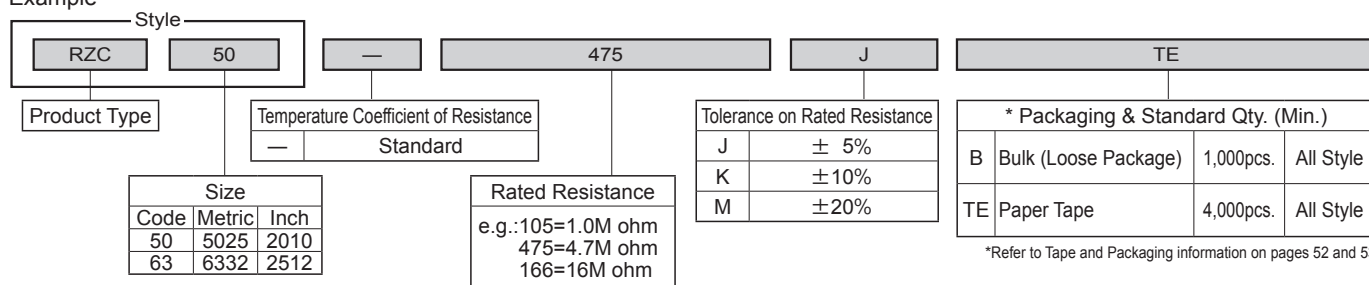 Example
Style
RZC 50 — 475 J TE
Product Type
Temperature Coefficient of Resistance
— Standard
Size
Code Metric Inch
50 5025 2010
63 6332 2512
Rated Resistance
e.g.:105=1.0M ohm
475=4.7M ohm
166=16M ohm
Tolerance on Rated Resistance
J ± 5%
K ±10%
M ±20%
* Packaging & Standard Qty. (Min.)
B Bulk (Loose Package) 1,000pcs. All Style
TE Paper Tape 4,000pcs. All Style
*Refer to Tape and Packaging information on pages 52 and